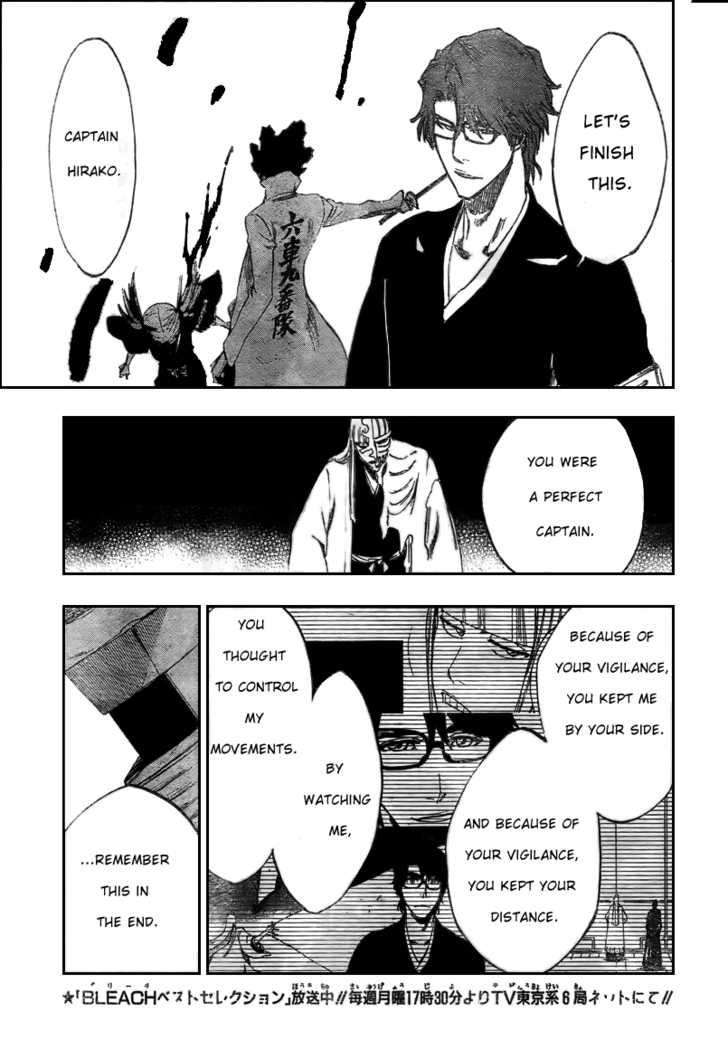 LET'S
FINISH
THIS.
CAPTAIN
HIRAKO.
六車九番隊
YOU WERE
A PERFECT
CAPTAIN.
BECAUSE OF
YOUR VIGILANCE,
YOU KEPT ME
BY YOUR SIDE.
AND BECAUSE OF
YOUR VIGILANCE,
YOU KEPT YOUR
DISTANCE.
BY
WATCHING
ME,
YOU
THOUGHT
TO CONTROL
MY
MOVEMENTS.
...REMEMBER
THIS IN
THE END.
★「BLEACHベストセレクション」放送中!!毎週月曜17時30分よりTV東京系6局ネットにて!!